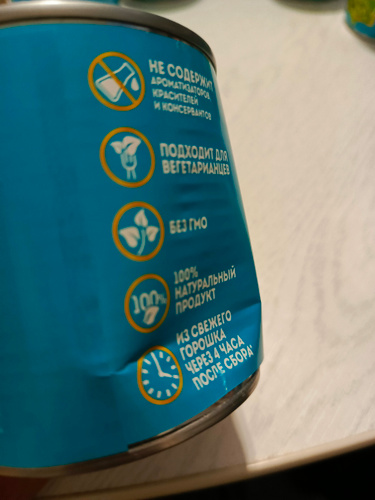 НЕ СОДЕРЖИТ
АРОМАТИЗАТОРОВ,
КРАСИТЕЛЕЙ
И КОНСЕРВАНТОВ
ПОДХОДИТ ДЛЯ
ВЕГЕТАРИАНЦЕВ
БЕЗ ГМО
100%
100%
НАТУРАЛЬНЫЙ
ПРОДУКТ
ИЗ СВЕЖЕГО
ГОРОШКА
ЧЕРЕЗ 4 ЧАСА
ПОСЛЕ СБОРА*